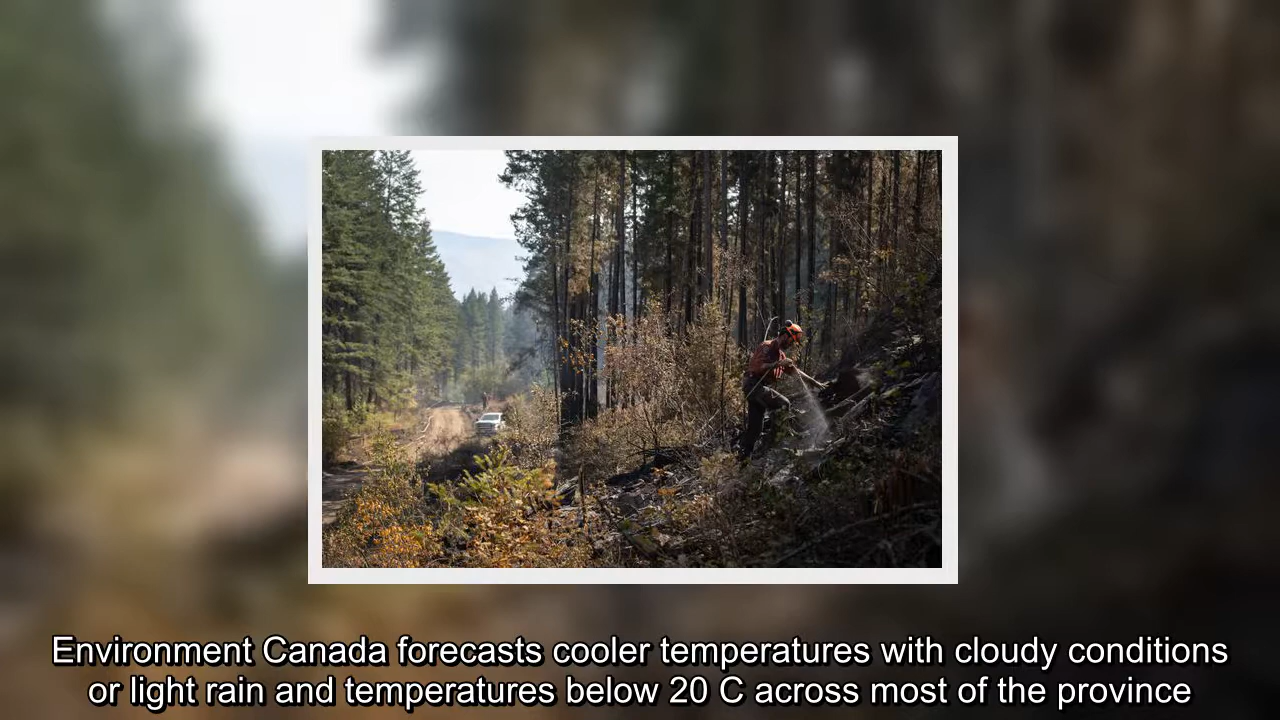 Environment Canada forecasts cooler temperatures with cloudy conditions
or light rain and temperatures below 20 C across most of the province